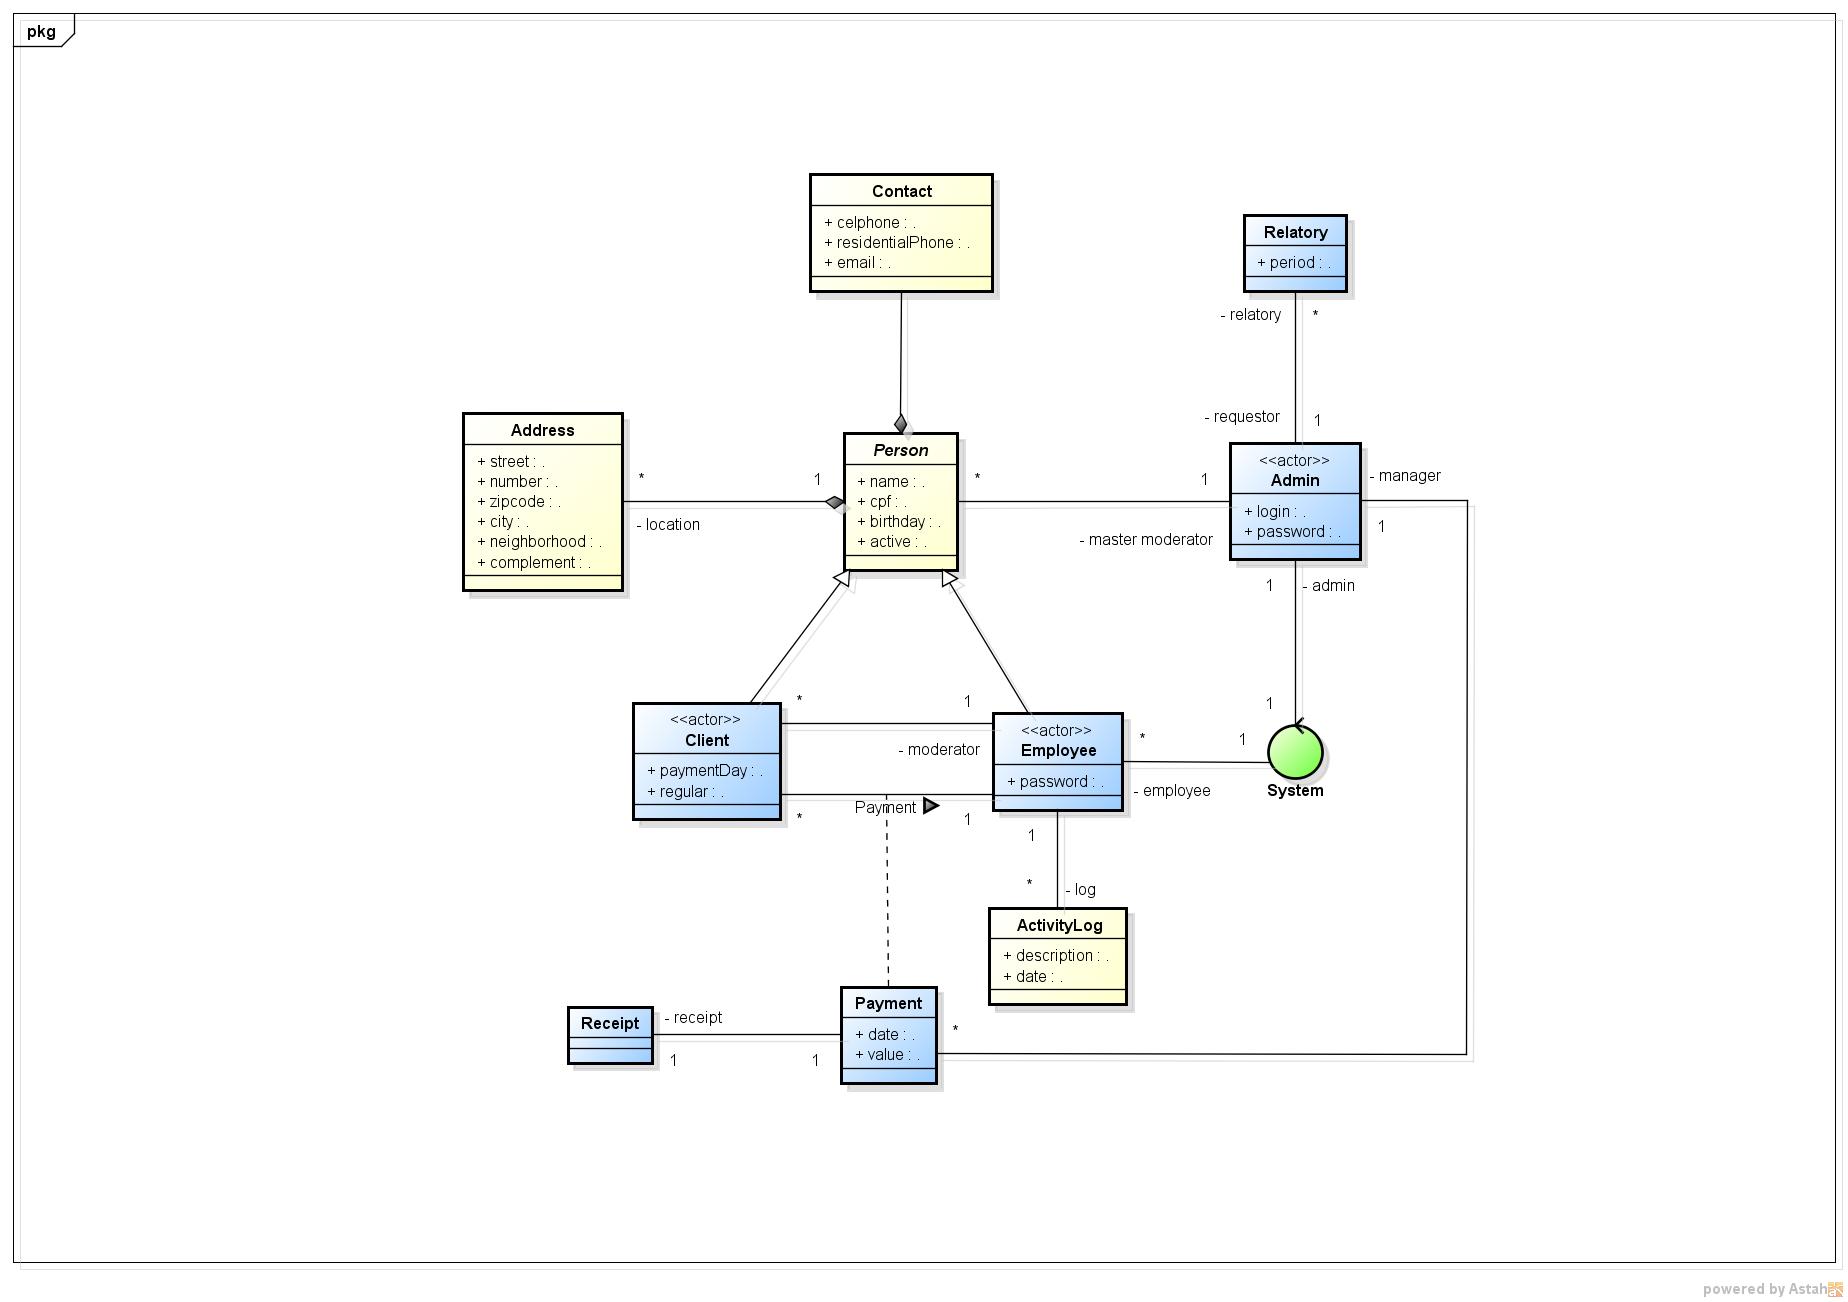 pkg
Contact
+ celphone : .
+ residentialPhone : .
+ email : .
Relatory
+ period : .
- relatory
*
- requestor
1
Address
+ street : .
+ number : .
+ zipcode : .
+ city : .
+ neighborhood : .
+ complement : .
*
1
- location
Person
+ name : .
+ cpf : .
+ birthday : .
+ active : .
*
1
- master moderator
<<actor>>
Admin
+ login : .
+ password : .
- manager
1
1
- admin
1
<<actor>>
Client
+ paymentDay : .
+ regular : .
*
1
- moderator
Payment
*
1
<<actor>>
Employee
+ password : .
*
1
- employee
System
1
*
- log
ActivityLog
+ description : .
+ date : .
Receipt
- receipt
1
1
Payment
+ date : .
+ value : .
*
powered by Astah